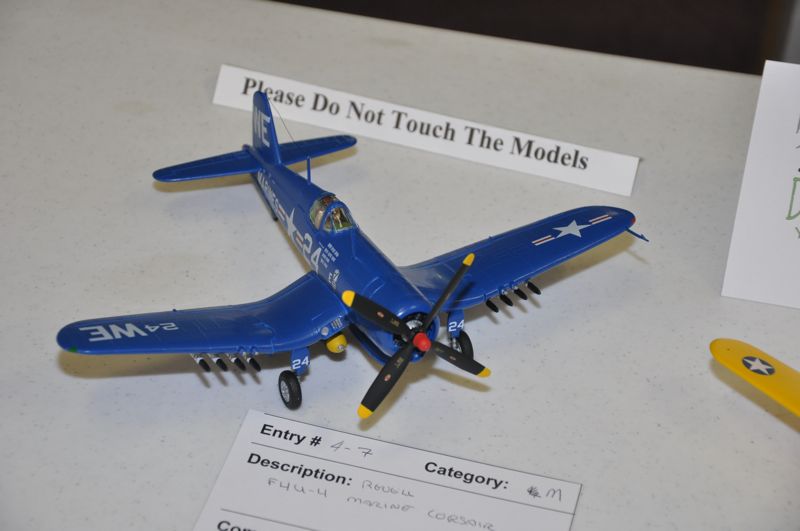 Please Do Not Touch The Models
WE
MARINES
24
24 WE
24
24
Entry # 4-7 Category: M
Description: REVELL
F4U-4 MARINE CORSAIR